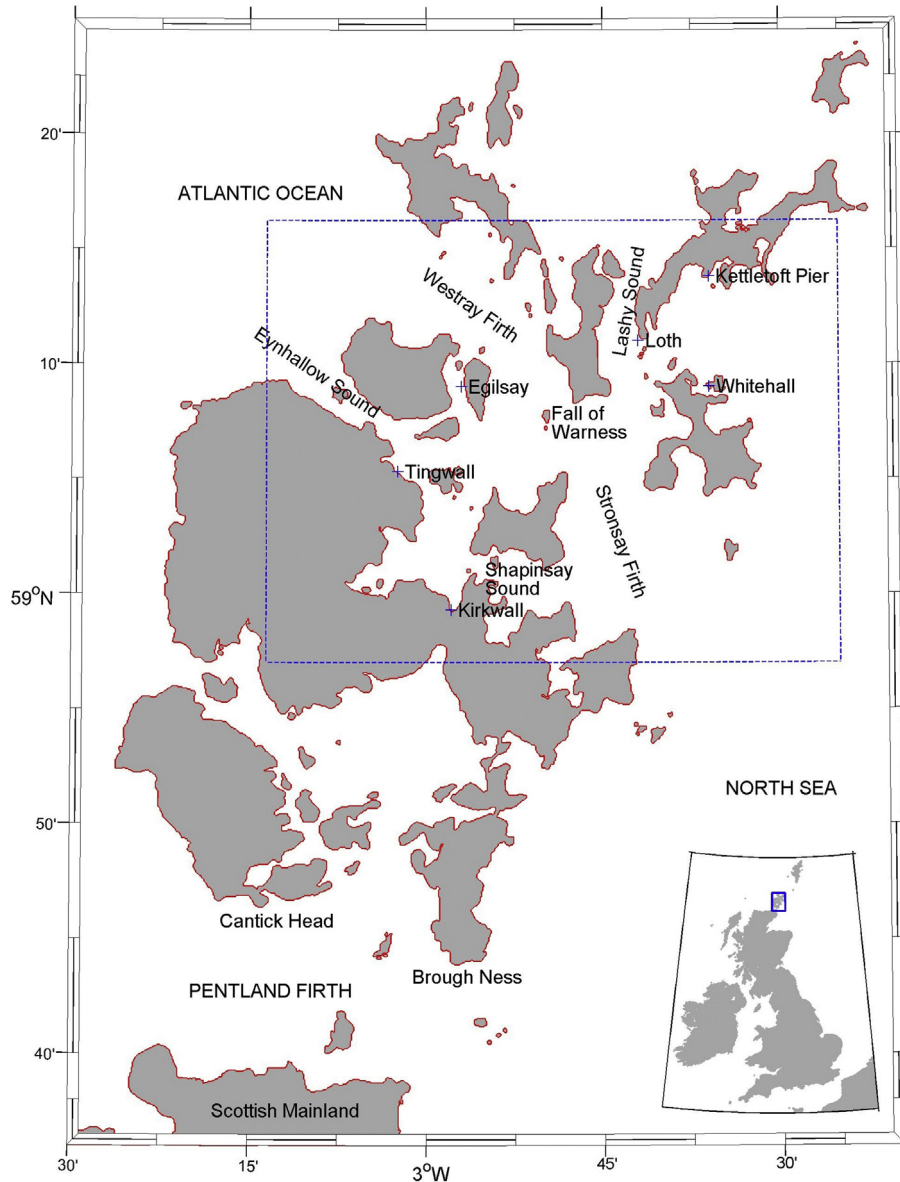 20'
ATLANTIC OCEAN
Lashy Sound
Kettletoft Pier
Westray Firth
Loth
Eynhallow Sound
10'
Egilsay
Whitehall
Fall of
Warness
Tingwall
Stronsay Firth
Shapinsay
Sound
59°N
Kirkwall
NORTH SEA
50'
Cantick Head
Brough Ness
PENTLAND FIRTH
40'
Scottish Mainland
30'
15'
3°W
45'
30'